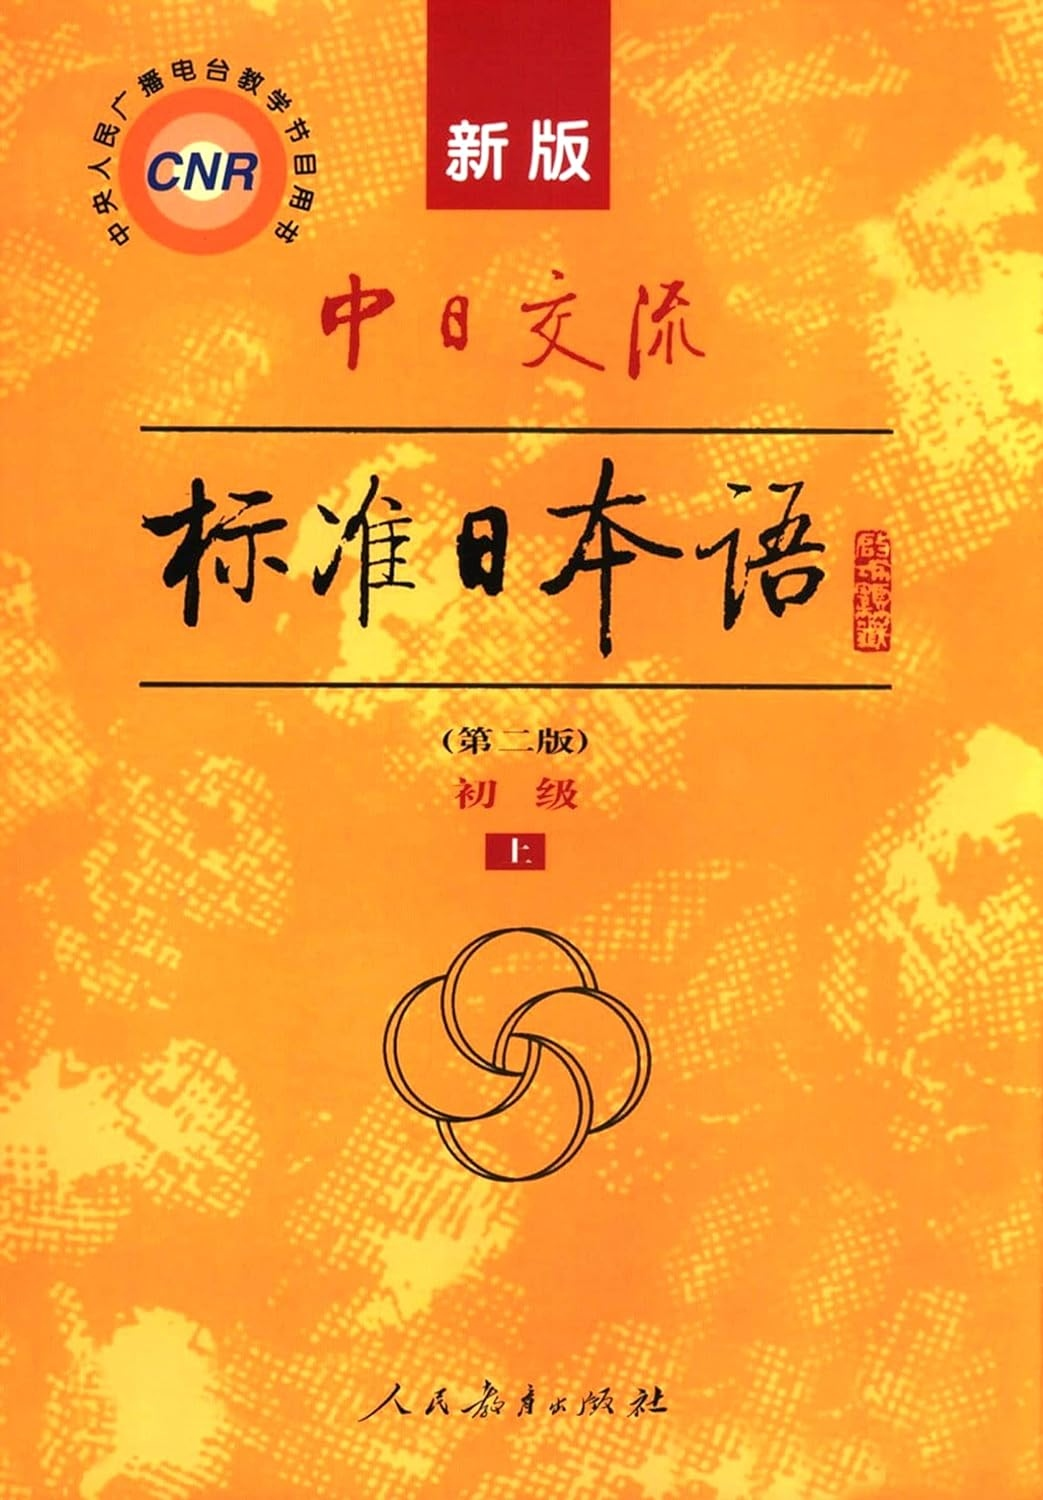 中央人民广播电台教学书目用书
CNR
新版
中日交流
标准日本语
(第二版)
初级
上
人民教育出版社